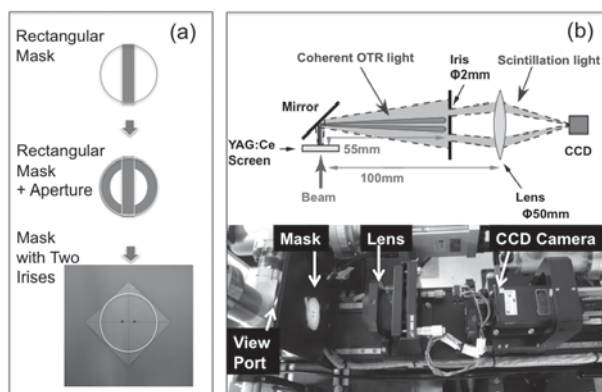 (a)
Rectangular
Mask
Rectangular
Mask
+ Aperture
Mask
with Two
Irises
(b)
Coherent OTR light
Iris
Φ2mm
Scintillation light
Mirror
YAG:Ce
Screen
55mm
CCD
100mm
Beam
Lens
Φ50mm
Mask
Lens
CCD Camera
View
Port